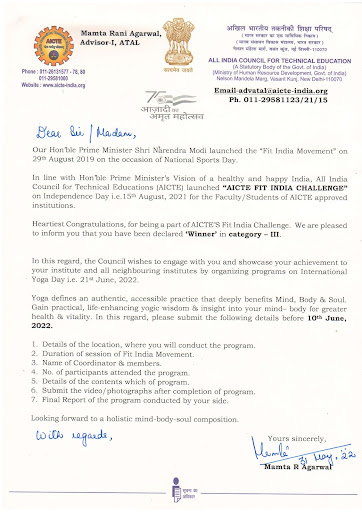 AICTE
Phone : 011-26131577 - 78, 80
011-29581000
Website : www.aicte-india.org
Mamta Rani Agarwal,
Advisor-I, ATAL
सत्यमेव जयते
अखिल भारतीय तकनीकी शिक्षा परिषद्
ALL INDIA COUNCIL FOR TECHNICAL EDUCATION
(A Statutory Body of the Govt. of India)
(Ministry of Human Resource Development, Govt. of India)
Nelson Mandela Marg, Vasant Kunj, New Delhi-110070
Email-advatal@aicte-india.org
Ph. 011-29581123/21/15
75
आज़ादी का
अमृत महोत्सव
Dear Sir/Madam,
Our Hon'ble Prime Minister Shri Narendra Modi launched the "Fit India Movement" on
29th August 2019 on the occasion of National Sports Day.
In line with Hon'ble Prime Minister's Vision of a healthy and happy India, All India
Council for Technical Educations (AICTE) launched "AICTE FIT INDIA CHALLENGE"
on Independence Day i.e.15th August, 2021 for the Faculty/Students of AICTE approved
institutions.
Heartiest Congratulations, for being a part of AICTE'S Fit India Challenge. We are pleased
to inform you that you have been declared 'Winner' in category – III.
In this regard, the Council wishes to engage with you and showcase your achievement to
your institute and all neighbouring institutes by organizing programs on International
Yoga Day i.e. 21st June, 2022.
Yoga defines an authentic, accessible practice that deeply benefits Mind, Body & Soul.
Gain practical, life-enhancing yogic wisdom & insight into your mind– body for greater
health & vitality. In this regard, please submit the following details before 10th June,
2022.
1. Details of the location, where you will conduct the program.
2. Duration of session of Fit India Movement.
3. Name of Coordinator & members.
4. No. of participants attended the program.
5. Details of the contents which of program.
6. Submit the video/photographs after completion of program.
7. Final Report of the program conducted by your side.
Looking forward to a holistic mind-body-soul composition.
With regards,
Yours sincerely,
Mamta
31 May, 22
Mamta R Agarwal
सूचना का
अधिकार